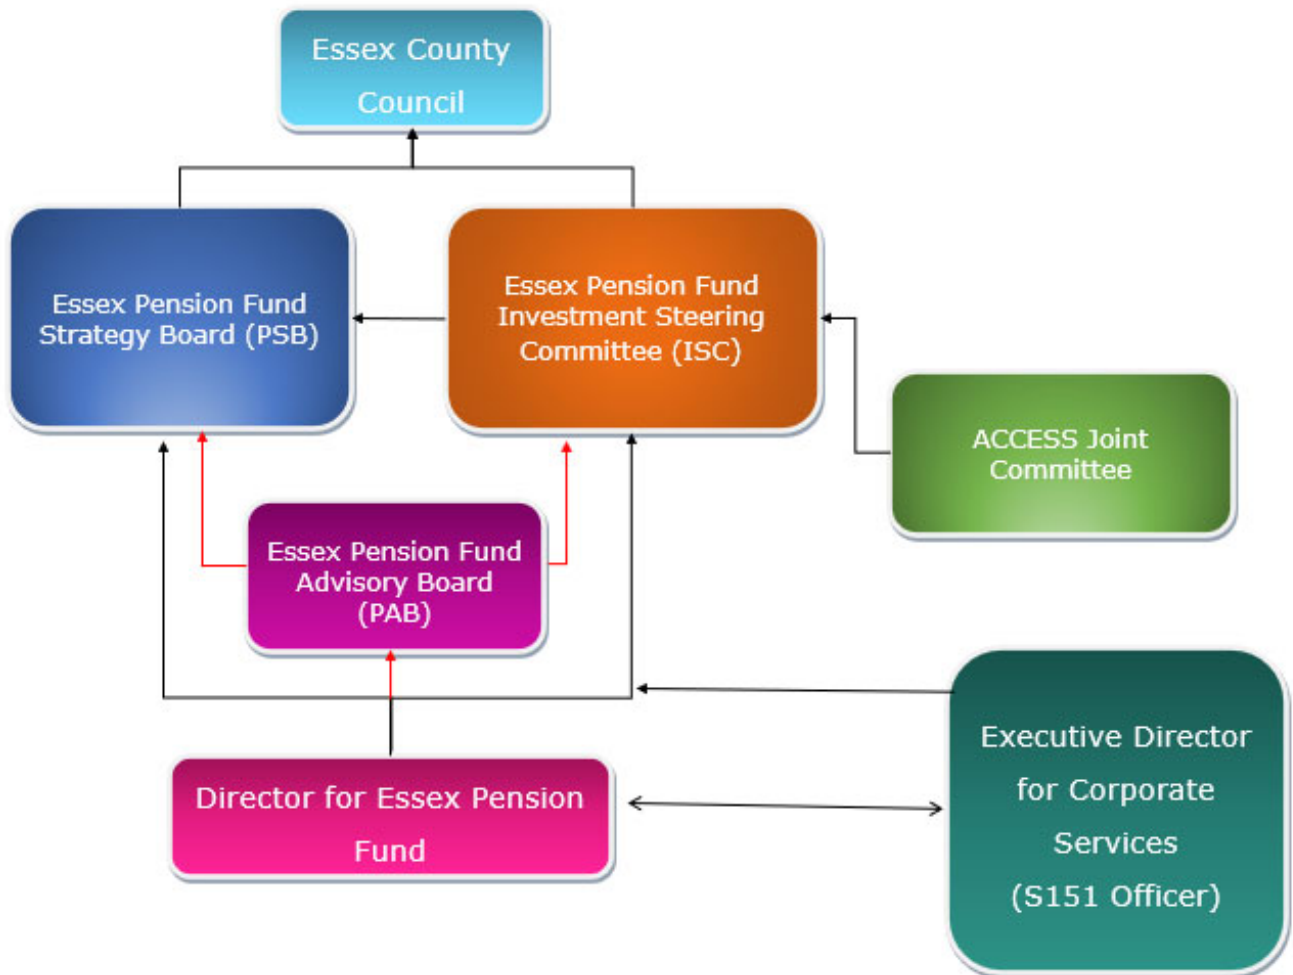 Essex County
Council
Essex Pension Fund
Strategy Board (PSB)
Essex Pension Fund
Investment Steering
Committee (ISC)
ACCESS Joint
Committee
Essex Pension Fund
Advisory Board
(PAB)
Director for Essex Pension
Fund
Executive Director
for Corporate
Services
(S151 Officer)